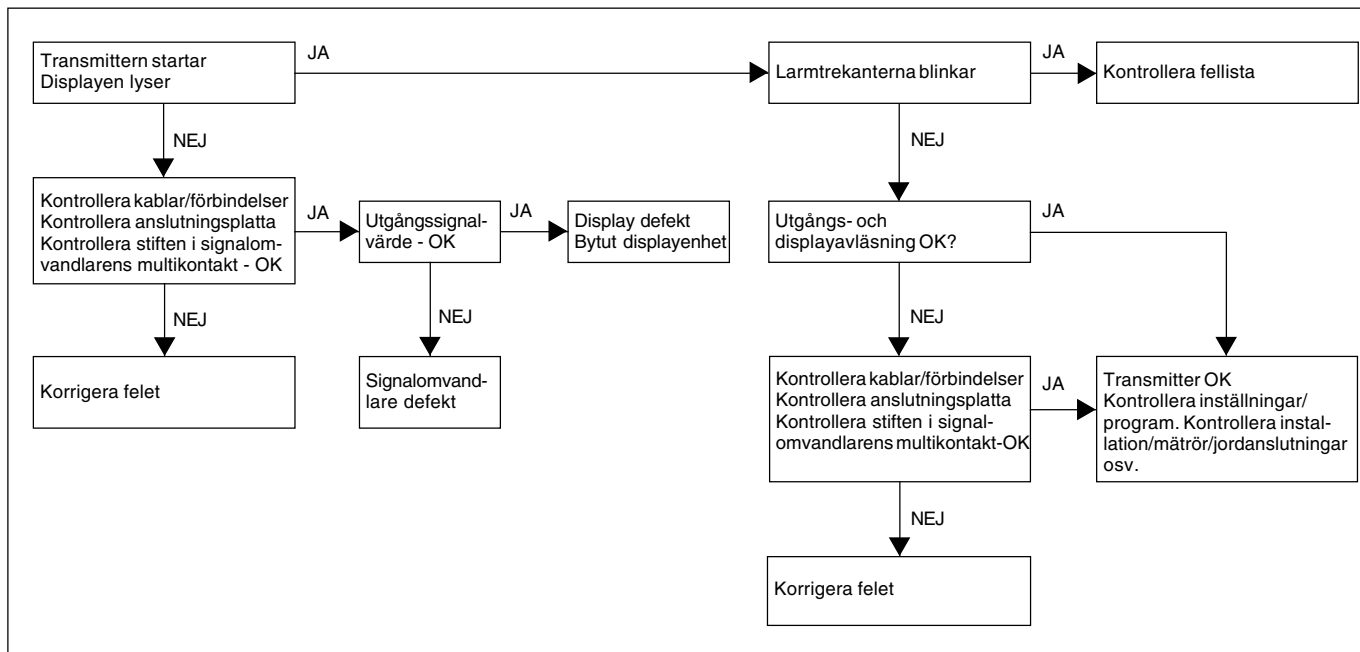 Transmittern startar
Displayen lyser
JA
Larmtrekanterna blinkar
JA
Kontrollera fellista
NEJ
NEJ
Kontrollera kablar/förbindelser
Kontrollera anslutningsplatta
Kontrollera stiften i signalom-
vandlarens multikontakt - OK
JA
Utgångssignal-
värde - OK
JA
Display defekt
Bytut displayenhet
Utgångs- och
displayavläsning OK?
JA
NEJ
NEJ
NEJ
Korrigera felet
Signalomvand-
lare defekt
Kontrollera kablar/förbindelser
Kontrollera anslutningsplatta
Kontrollera stiften i signal-
omvandlarens multikontakt-OK
JA
Transmitter OK
Kontrollera inställningar/
program. Kontrollera instal-
lation/mätrör/jordanslutningar
osv.
NEJ
Korrigera felet